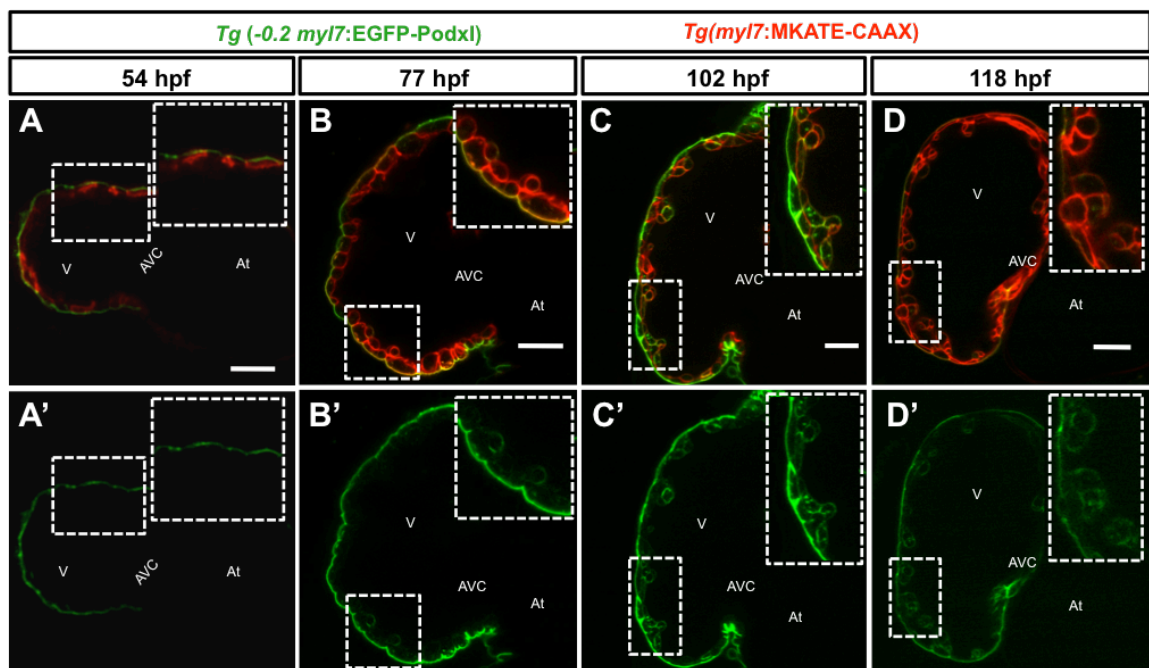 Tg (-0.2 myl7:EGFP-Podxl) Tg(myl7:MKATE-CAAX)
54 hpf 77 hpf 102 hpf 118 hpf
A B C D
V AVC At
V AVC At
V AVC At
V AVC At
A’ B’ C’ D’
V AVC At
V AVC At
V AVC At
V AVC At